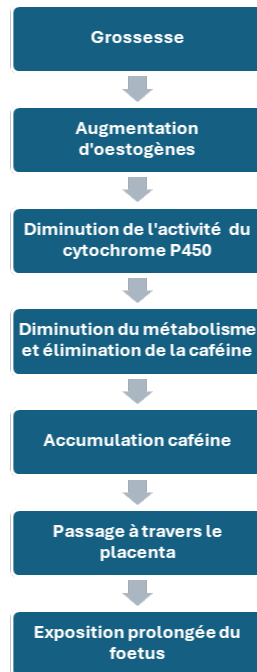 Grossesse
Augmentation
d'oestogènes
Diminution de l'activité du
cytochrome P450
Diminution du métabolisme
et élimination de la caféine
Accumulation caféine
Passage à travers le
placenta
Exposition prolongée du
foetus